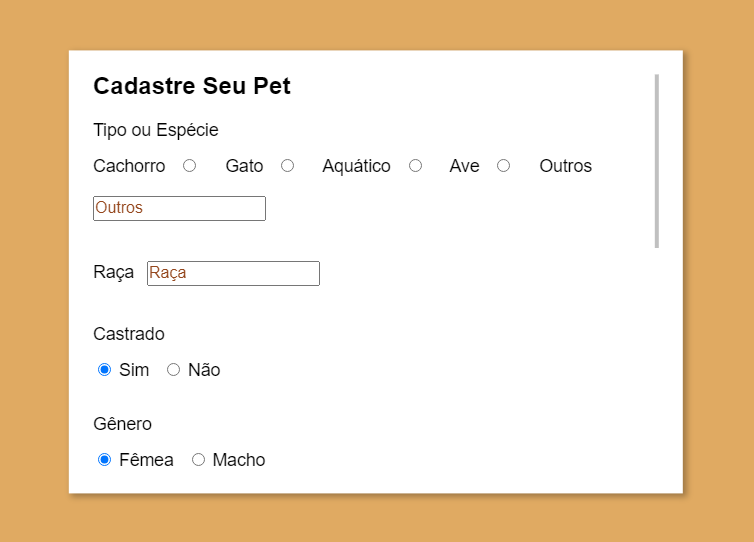 Cadastre Seu Pet
Tipo ou Espécie
Cachorro Gato Aquático Ave Outros
Outros
Raça Raça
Castrado
Sim Não
Gênero
Fêmea Macho